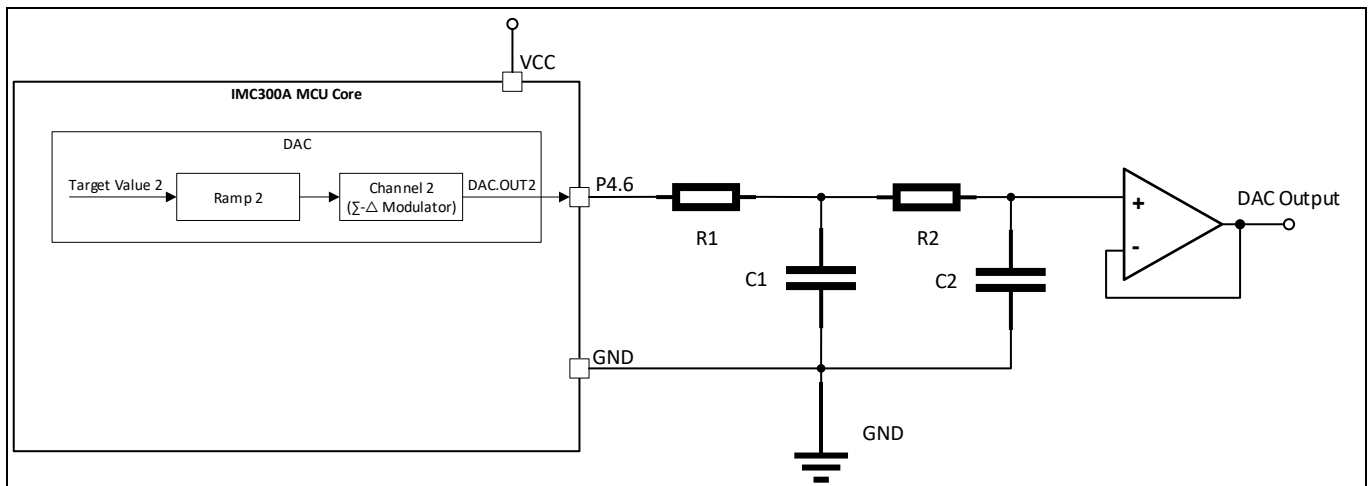 VCC
IMC300A MCU Core
DAC
Target Value 2
Ramp 2
Channel 2
(∑-△ Modulator)
DAC.OUT2
P4.6
R1
R2
C1
C2
+
-
DAC Output
GND
GND